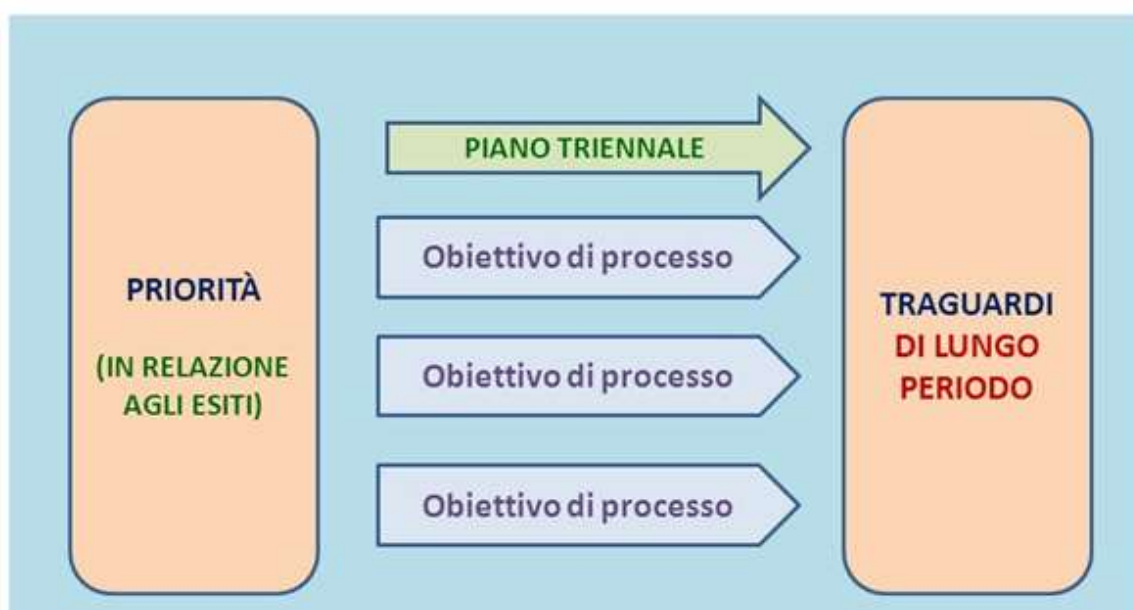 PRIORITÀ
(IN RELAZIONE
AGLI ESITI)
PIANO TRIENNALE
Obiettivo di processo
Obiettivo di processo
Obiettivo di processo
TRAGUARDI
DI LUNGO
PERIODO